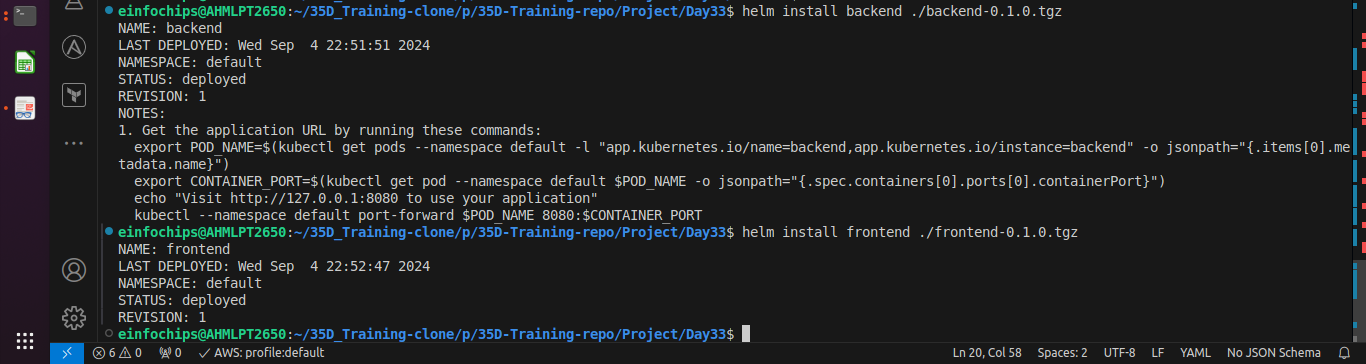 einfochips@AHMLPT2650:~/35D_Training-clone/p/35D-Training-repo/Project/Day33$ helm install backend ./backend-0.1.0.tgz
NAME: backend
LAST DEPLOYED: Wed Sep  4 22:51:51 2024
NAMESPACE: default
STATUS: deployed
REVISION: 1
NOTES:
1. Get the application URL by running these commands:
  export POD_NAME=$(kubectl get pods --namespace default -l "app.kubernetes.io/name=backend,app.kubernetes.io/instance=backend" -o jsonpath="{.items[0].me
tadata.name}")
  export CONTAINER_PORT=$(kubectl get pod --namespace default $POD_NAME -o jsonpath="{.spec.containers[0].ports[0].containerPort}")
  echo "Visit http://127.0.0.1:8080 to use your application"
  kubectl --namespace default port-forward $POD_NAME 8080:$CONTAINER_PORT
einfochips@AHMLPT2650:~/35D_Training-clone/p/35D-Training-repo/Project/Day33$ helm install frontend ./frontend-0.1.0.tgz
NAME: frontend
LAST DEPLOYED: Wed Sep  4 22:52:47 2024
NAMESPACE: default
STATUS: deployed
REVISION: 1
einfochips@AHMLPT2650:~/35D_Training-clone/p/35D-Training-repo/Project/Day33$
6 0 0 AWS: profile:default Ln 20, Col 58 Spaces: 2 UTF-8 LF YAML No JSON Schema